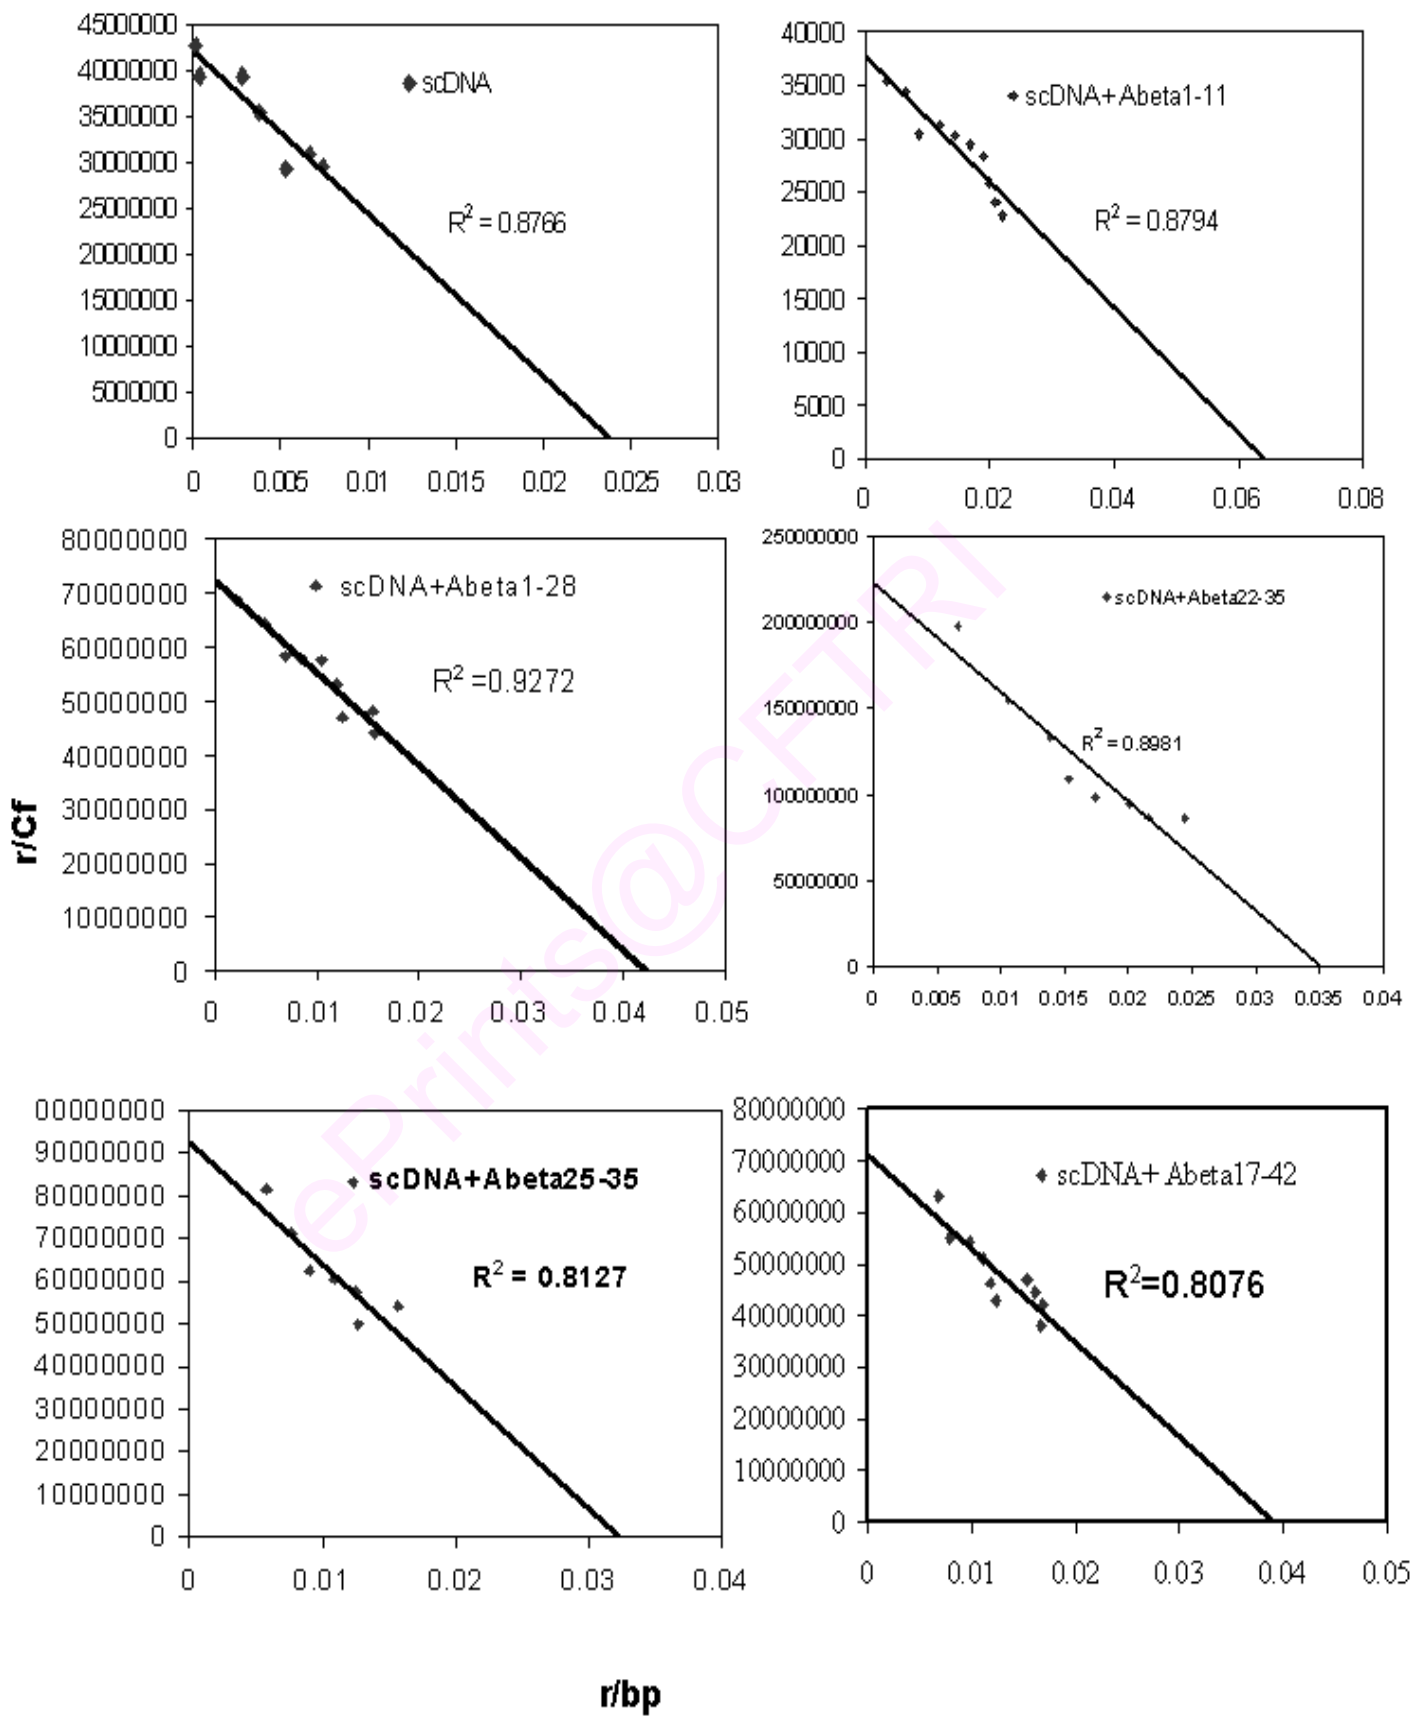 45000000
40000000
35000000
30000000
25000000
20000000
15000000
10000000
5000000
0
0 0.005 0.01 0.015 0.02 0.025 0.03
scDNA
R² = 0.8766
40000
35000
30000
25000
20000
15000
10000
5000
0
0 0.02 0.04 0.06 0.08
scDNA+Abeta1-11
R² = 0.8794
r/Cf
80000000
70000000
60000000
50000000
40000000
30000000
20000000
10000000
0
0 0.01 0.02 0.03 0.04 0.05
scDNA+Abeta1-28
R² =0.9272
250000000
200000000
150000000
100000000
50000000
0
0 0.005 0.01 0.015 0.02 0.025 0.03 0.035 0.04
scDNA+Abeta22-35
R² = 0.8981
00000000
90000000
80000000
70000000
60000000
50000000
40000000
30000000
20000000
10000000
0
0 0.01 0.02 0.03 0.04
scDNA+Abeta25-35
R² = 0.8127
80000000
70000000
60000000
50000000
40000000
30000000
20000000
10000000
0
0 0.01 0.02 0.03 0.04 0.05
scDNA+ Abeta17-42
R²=0.8076
r/bp
ePrints@CFTRI